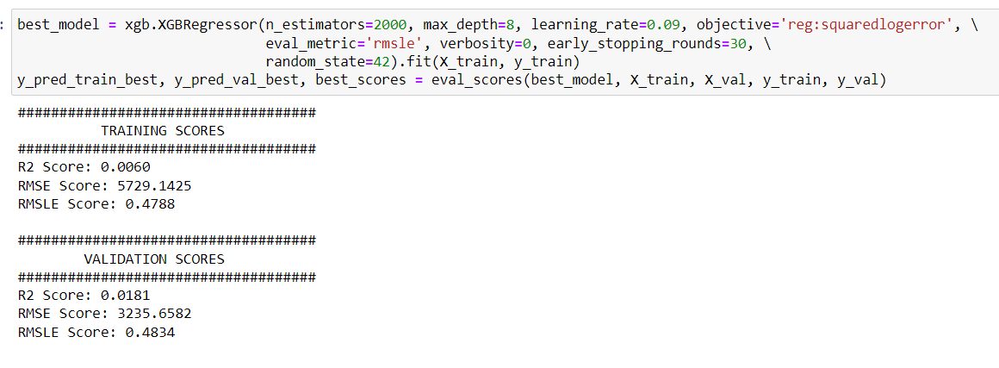 : best_model = xgb.XGBRegressor(n_estimators=2000, max_depth=8, learning_rate=0.09, objective='reg:squaredlogerror', \
eval_metric='rmsle', verbosity=0, early_stopping_rounds=30, \
random_state=42).fit(X_train, y_train)
y_pred_train_best, y_pred_val_best, best_scores = eval_scores(best_model, X_train, X_val, y_train, y_val)
####################################
TRAINING SCORES
####################################
R2 Score: 0.0060
RMSE Score: 5729.1425
RMSLE Score: 0.4788
####################################
VALIDATION SCORES
####################################
R2 Score: 0.0181
RMSE Score: 3235.6582
RMSLE Score: 0.4834